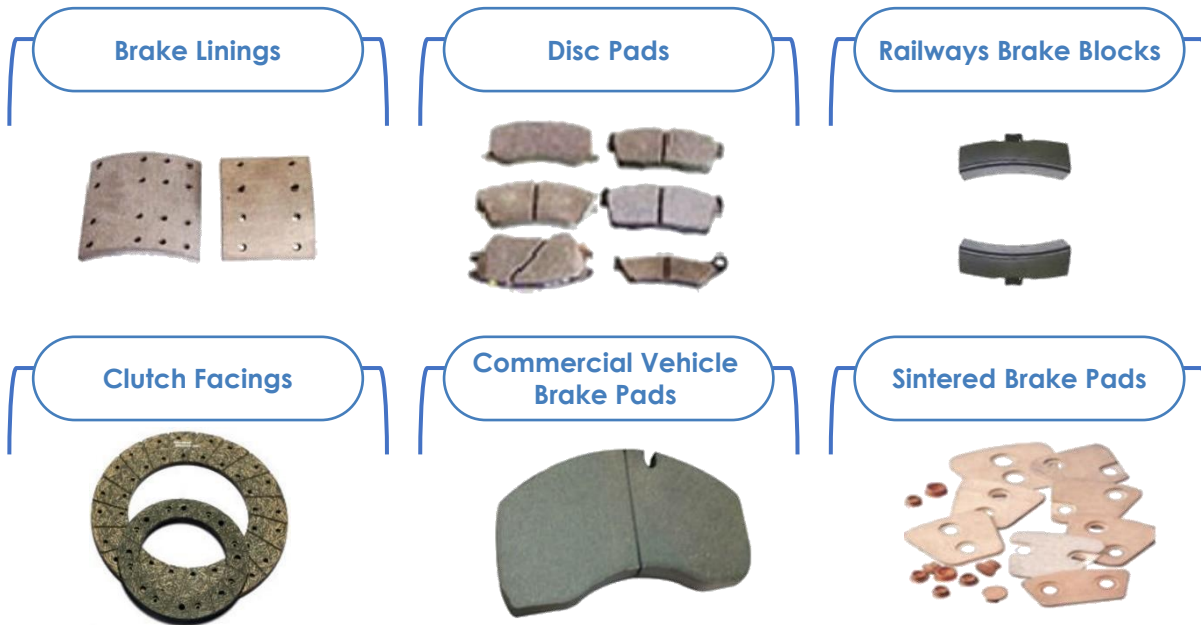 Brake Linings
Disc Pads
Railways Brake Blocks
Clutch Facings
Commercial Vehicle
Brake Pads
Sintered Brake Pads